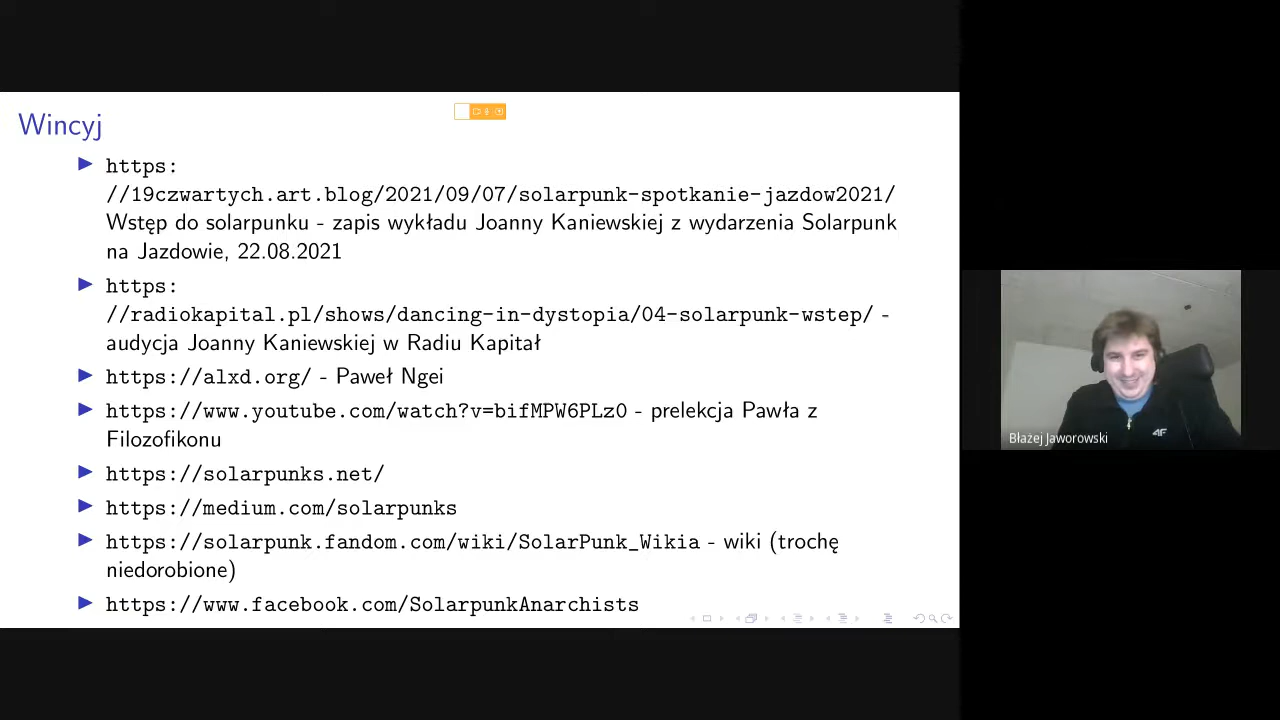 Wincyj
https:
//19czwartych.art.blog/2021/09/07/solarpunk-spotkanie-jazdow2021/
Wstęp do solarpunku - zapis wykładu Joanny Kaniewskiej z wydarzenia Solarpunk
na Jazdowie, 22.08.2021
https:
//radiokapital.pl/shows/dancing-in-dystopia/04-solarpunk-wstep/ -
audycja Joanny Kaniewskiej w Radiu Kapitał
https://alxd.org/ - Paweł Ngei
https://www.youtube.com/watch?v=bifMPW6PLz0 - prelekcja Pawła z
Filozofikonu
https://solarpunks.net/
https://medium.com/solarpunks
https://solarpunk.fandom.com/wiki/SolarPunk_Wikia - wiki (trochę
niedorobione)
https://www.facebook.com/SolarpunkAnarchists
4F
Błażej Jaworowski